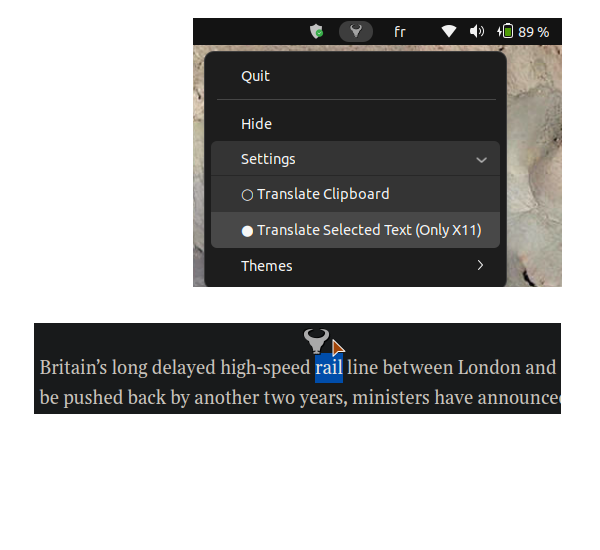 fr 89 %
Quit
Hide
Settings
Translate Clipboard
Translate Selected Text (Only X11)
Themes
Britain’s long delayed high-speed rail line between London and
be pushed back by another two years, ministers have announced